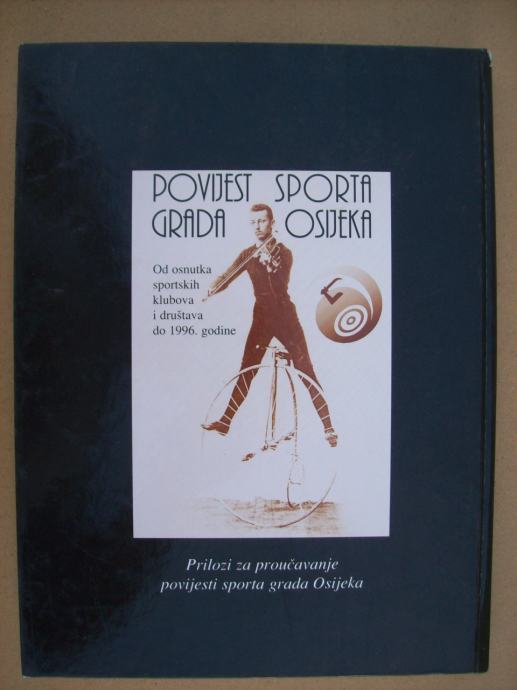 POVIJEST SPORTA
GRADA OSIJEKA
Od osnutka
sportskih
klubova
i društava
do 1996. godine
Prilozi za proučavanje
povijesti sporta grada Osijeka